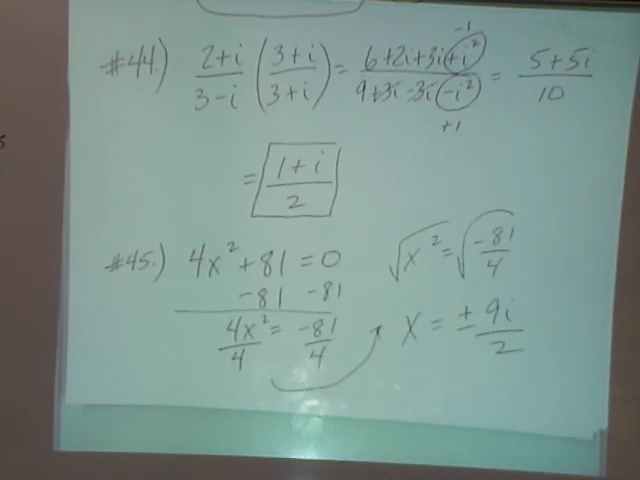 #44.) 2+i/3-i (3+i/3+i) = 6+2i+3i+i²/9+3i-3i-i² = 5+5i/10
-1
+1
= 1+i/2
#45.) 4x²+81=0
-81 -81
4x²/4 = -81/4
√x² = √-81/4
x = ± 9i/2